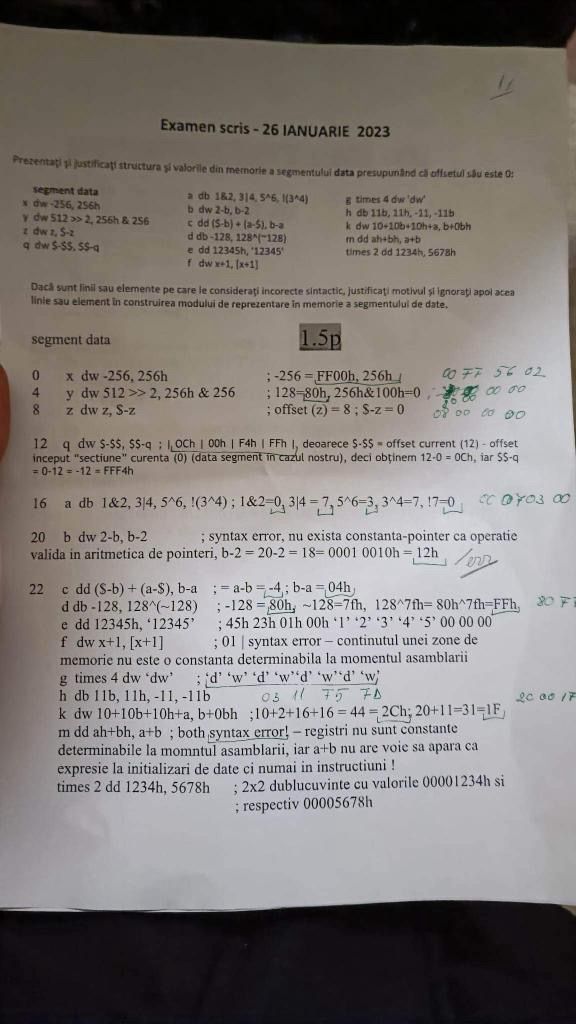 11
Examen scris - 26 IANUARIE 2023
Prezentați și justificați structura și valorile din memorie a segmentului data presupunând că offsetul său este 0:
segment data
x dw -256, 256h
y dw 512 >> 2, 256h & 256
z dw z, $-z
q dw $-$$, $$-q
a db 1&2, 3|4, 5^6, !(3^4)
b dw 2-b, b-2
c dd ($-b) + (a-$), b-a
d db -128, 128^(~128)
e dd 12345h, '12345'
f dw x+1, [x+1]
g times 4 dw 'dw'
h db 11b, 11h, -11, -11b
k dw 10+10b+10h+a, b+0bh
m dd ah+bh, a+b
times 2 dd 1234h, 5678h
Dacă sunt linii sau elemente pe care le considerați incorecte sintactic, justificați motivul și ignorați apoi acea
linie sau element în construirea modului de reprezentare în memorie a segmentului de date.
segment data 1.5p
0 x dw -256, 256h ; -256 = FF00h, 256h 00 FF 56 02
4 y dw 512 >> 2, 256h & 256 ; 128=80h, 256h&100h=0 ; 00 00
8 z dw z, $-z ; offset (z) = 8 ; $-z = 0 08 00 00 00
12 q dw $-$$, $$-q ; | 0Ch | 00h | F4h | FFh |, deoarece $-$$ = offset curent (12) - offset
inceput “sectiune” curenta (0) (data segment in cazul nostru), deci obținem 12-0 = 0Ch, iar $$-q
= 0-12 = -12 = FFF4h
16 a db 1&2, 3|4, 5^6, !(3^4) ; 1&2=0, 3|4 = 7, 5^6=3, 3^4=7, !7=0 00 07 03 00
20 b dw 2-b, b-2 ; syntax error, nu exista constanta-pointer ca operatie
valida in aritmetica de pointeri, b-2 = 20-2 = 18= 0001 0010h = 12h err
22 c dd ($-b) + (a-$), b-a ; = a-b = -4 ; b-a = 04h
d db -128, 128^(~128) ; -128 = 80h, ~128=7fh, 128^7fh= 80h^7fh=FFh, 80 FF
e dd 12345h, ‘12345’ ; 45h 23h 01h 00h ‘1’ ‘2’ ‘3’ ‘4’ ‘5’ 00 00 00
f dw x+1, [x+1] ; 01 | syntax error – continutul unei zone de
memorie nu este o constanta determinabila la momentul asamblarii
g times 4 dw ‘dw’ ; ‘d’ ‘w’ ‘d’ ‘w’‘d’ ‘w’‘d’ ‘w’
h db 11b, 11h, -11, -11b 03 11 F5 FD
k dw 10+10b+10h+a, b+0bh ;10+2+16+16 = 44 = 2Ch; 20+11=31=1F 2C 00 1F
m dd ah+bh, a+b ; both syntax error! – registri nu sunt constante
determinabile la momntul asamblarii, iar a+b nu are voie sa apara ca
expresie la initializari de date ci numai in instructiuni !
times 2 dd 1234h, 5678h ; 2x2 dublucuvinte cu valorile 00001234h si
; respectiv 00005678h